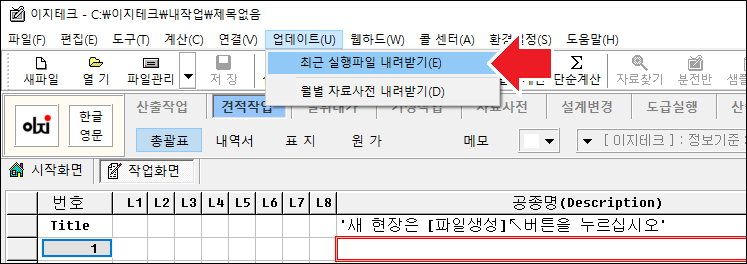 이지테크 - C:\이지테크\내작업\제목없음
파일(F) 편집(E) 도구(T) 계산(C) 연결(V) 업데이트(U) 웹하드(W) 콜 센터(A) 환경설정(S) 도움말(H)
최근 실행파일 내려받기(E)
월별 자료사전 내려받기(D)
새파일 열 기 파일관리 저 장 단순계산 자료찾기 분전반 샘플
한글
영문
산출작업 견적작업 자료사전 설계변경 도급실행
총괄표 내역서 표 지 원 가 메모 [ 이지테크 ] : 정보기준
시작화면 작업화면
번호 L1 L2 L3 L4 L5 L6 L7 L8 공종명(Description)
Title '새 현장은 [파일생성]↖버튼을 누르십시오'
1